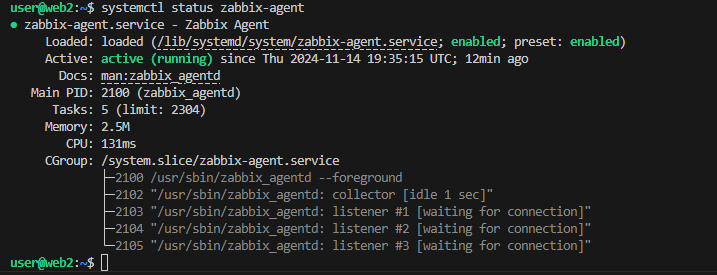 user@web2:~$ systemctl status zabbix-agent
● zabbix-agent.service - Zabbix Agent
Loaded: loaded (/lib/systemd/system/zabbix-agent.service; enabled; preset: enabled)
Active: active (running) since Thu 2024-11-14 19:35:15 UTC; 12min ago
Docs: man:zabbix_agentd
Main PID: 2100 (zabbix_agentd)
Tasks: 5 (limit: 2304)
Memory: 2.5M
CPU: 131ms
CGroup: /system.slice/zabbix-agent.service
├─2100 /usr/sbin/zabbix_agentd --foreground
├─2102 "/usr/sbin/zabbix_agentd: collector [idle 1 sec]"
├─2103 "/usr/sbin/zabbix_agentd: listener #1 [waiting for connection]"
├─2104 "/usr/sbin/zabbix_agentd: listener #2 [waiting for connection]"
└─2105 "/usr/sbin/zabbix_agentd: listener #3 [waiting for connection]"
user@web2:~$